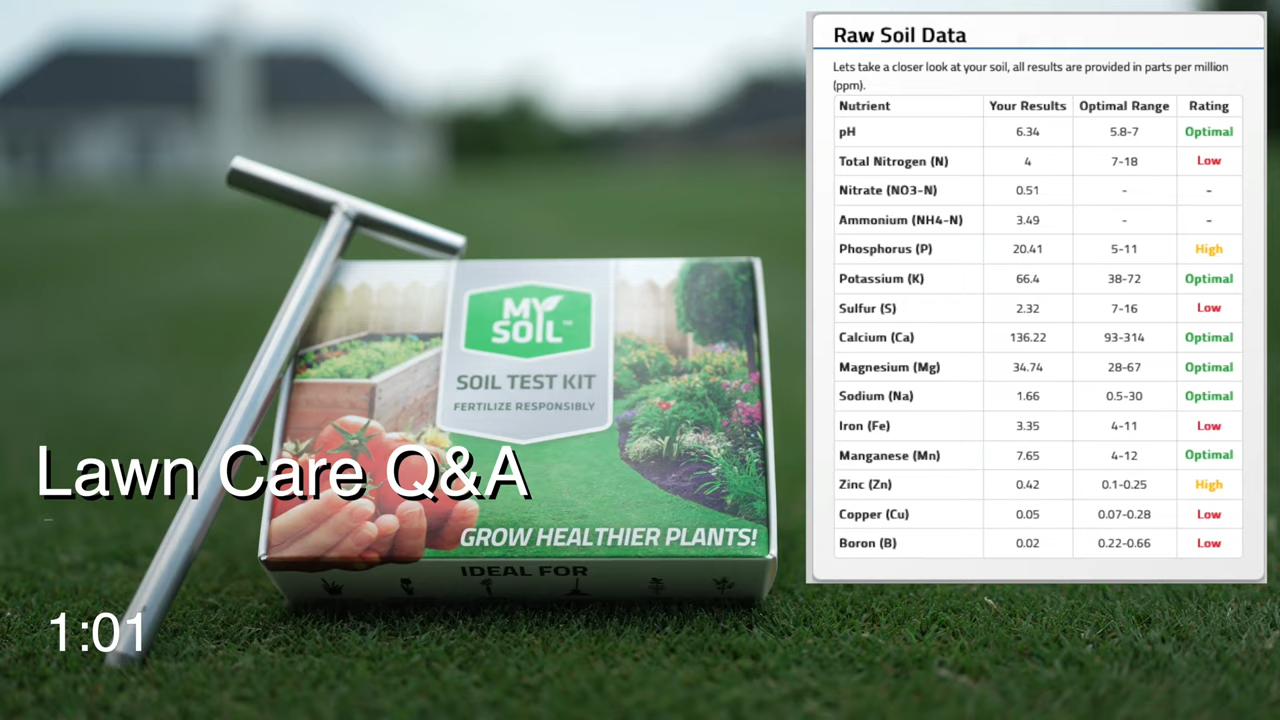 Raw Soil Data
Lets take a closer look at your soil, all results are provided in parts per million
(ppm).
Nutrient Your Results Optimal Range Rating
pH 6.34 5.8-7 Optimal
Total Nitrogen (N) 4 7-18 Low
Nitrate (NO3-N) 0.51 - -
Ammonium (NH4-N) 3.49 - -
Phosphorus (P) 20.41 5-11 High
Potassium (K) 66.4 38-72 Optimal
Sulfur (S) 2.32 7-16 Low
Calcium (Ca) 136.22 93-314 Optimal
Magnesium (Mg) 34.74 28-67 Optimal
Sodium (Na) 1.66 0.5-30 Optimal
Iron (Fe) 3.35 4-11 Low
Manganese (Mn) 7.65 4-12 Optimal
Zinc (Zn) 0.42 0.1-0.25 High
Copper (Cu) 0.05 0.07-0.28 Low
Boron (B) 0.02 0.22-0.66 Low
MY
SOIL™
SOIL TEST KIT
FERTILIZE RESPONSIBLY
GROW HEALTHIER PLANTS!
IDEAL FOR
Lawn Care Q&A
1:01